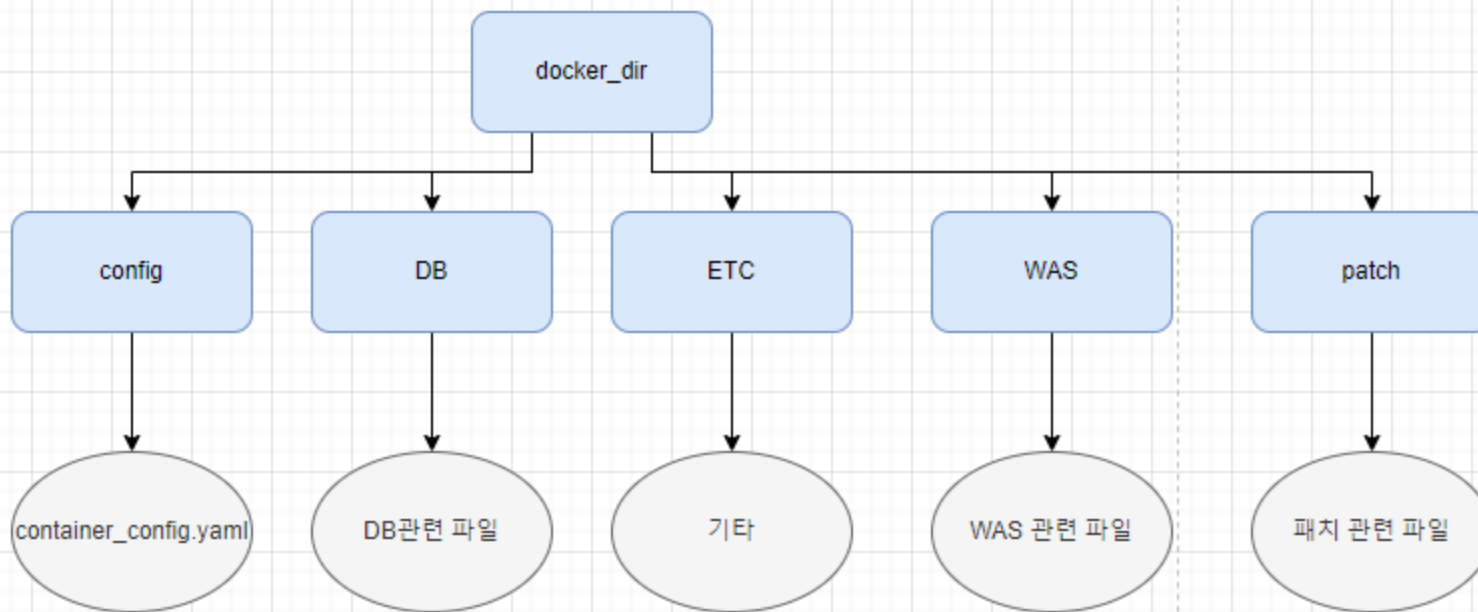 docker_dir
config
DB
ETC
WAS
patch
container_config.yaml
DB관련 파일
기타
WAS 관련 파일
패치 관련 파일